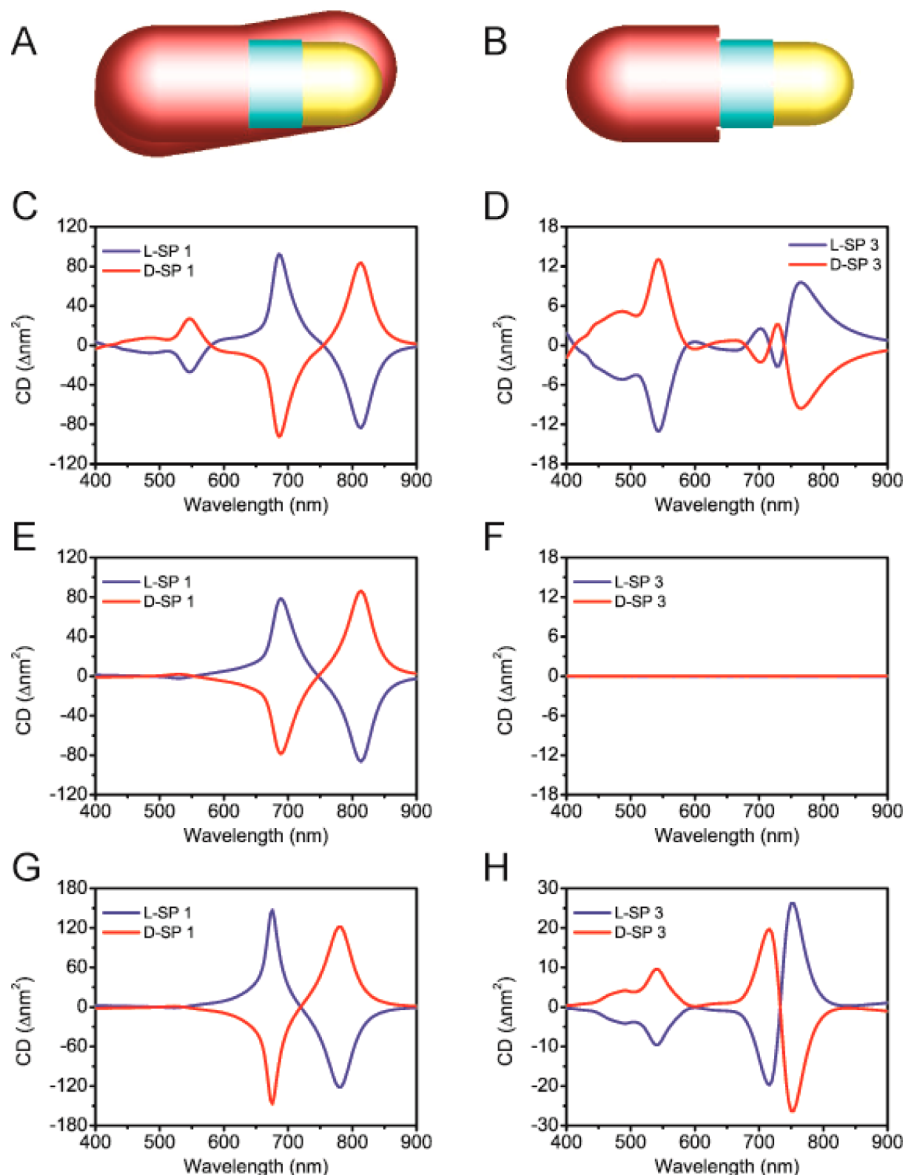 A
B
C
120
80
40
0
-40
-80
-120
CD (Δnm²)
L-SP 1
D-SP 1
400 500 600 700 800 900
Wavelength (nm)
D
18
12
6
0
-6
-12
-18
CD (Δnm²)
L-SP 3
D-SP 3
400 500 600 700 800 900
Wavelength (nm)
E
120
80
40
0
-40
-80
-120
CD (Δnm²)
L-SP 1
D-SP 1
400 500 600 700 800 900
Wavelength (nm)
F
18
12
6
0
-6
-12
-18
CD (Δnm²)
L-SP 3
D-SP 3
400 500 600 700 800 900
Wavelength (nm)
G
180
120
60
0
-60
-120
-180
CD (Δnm²)
L-SP 1
D-SP 1
400 500 600 700 800 900
Wavelength (nm)
H
30
20
10
0
-10
-20
-30
CD (Δnm²)
L-SP 3
D-SP 3
400 500 600 700 800 900
Wavelength (nm)